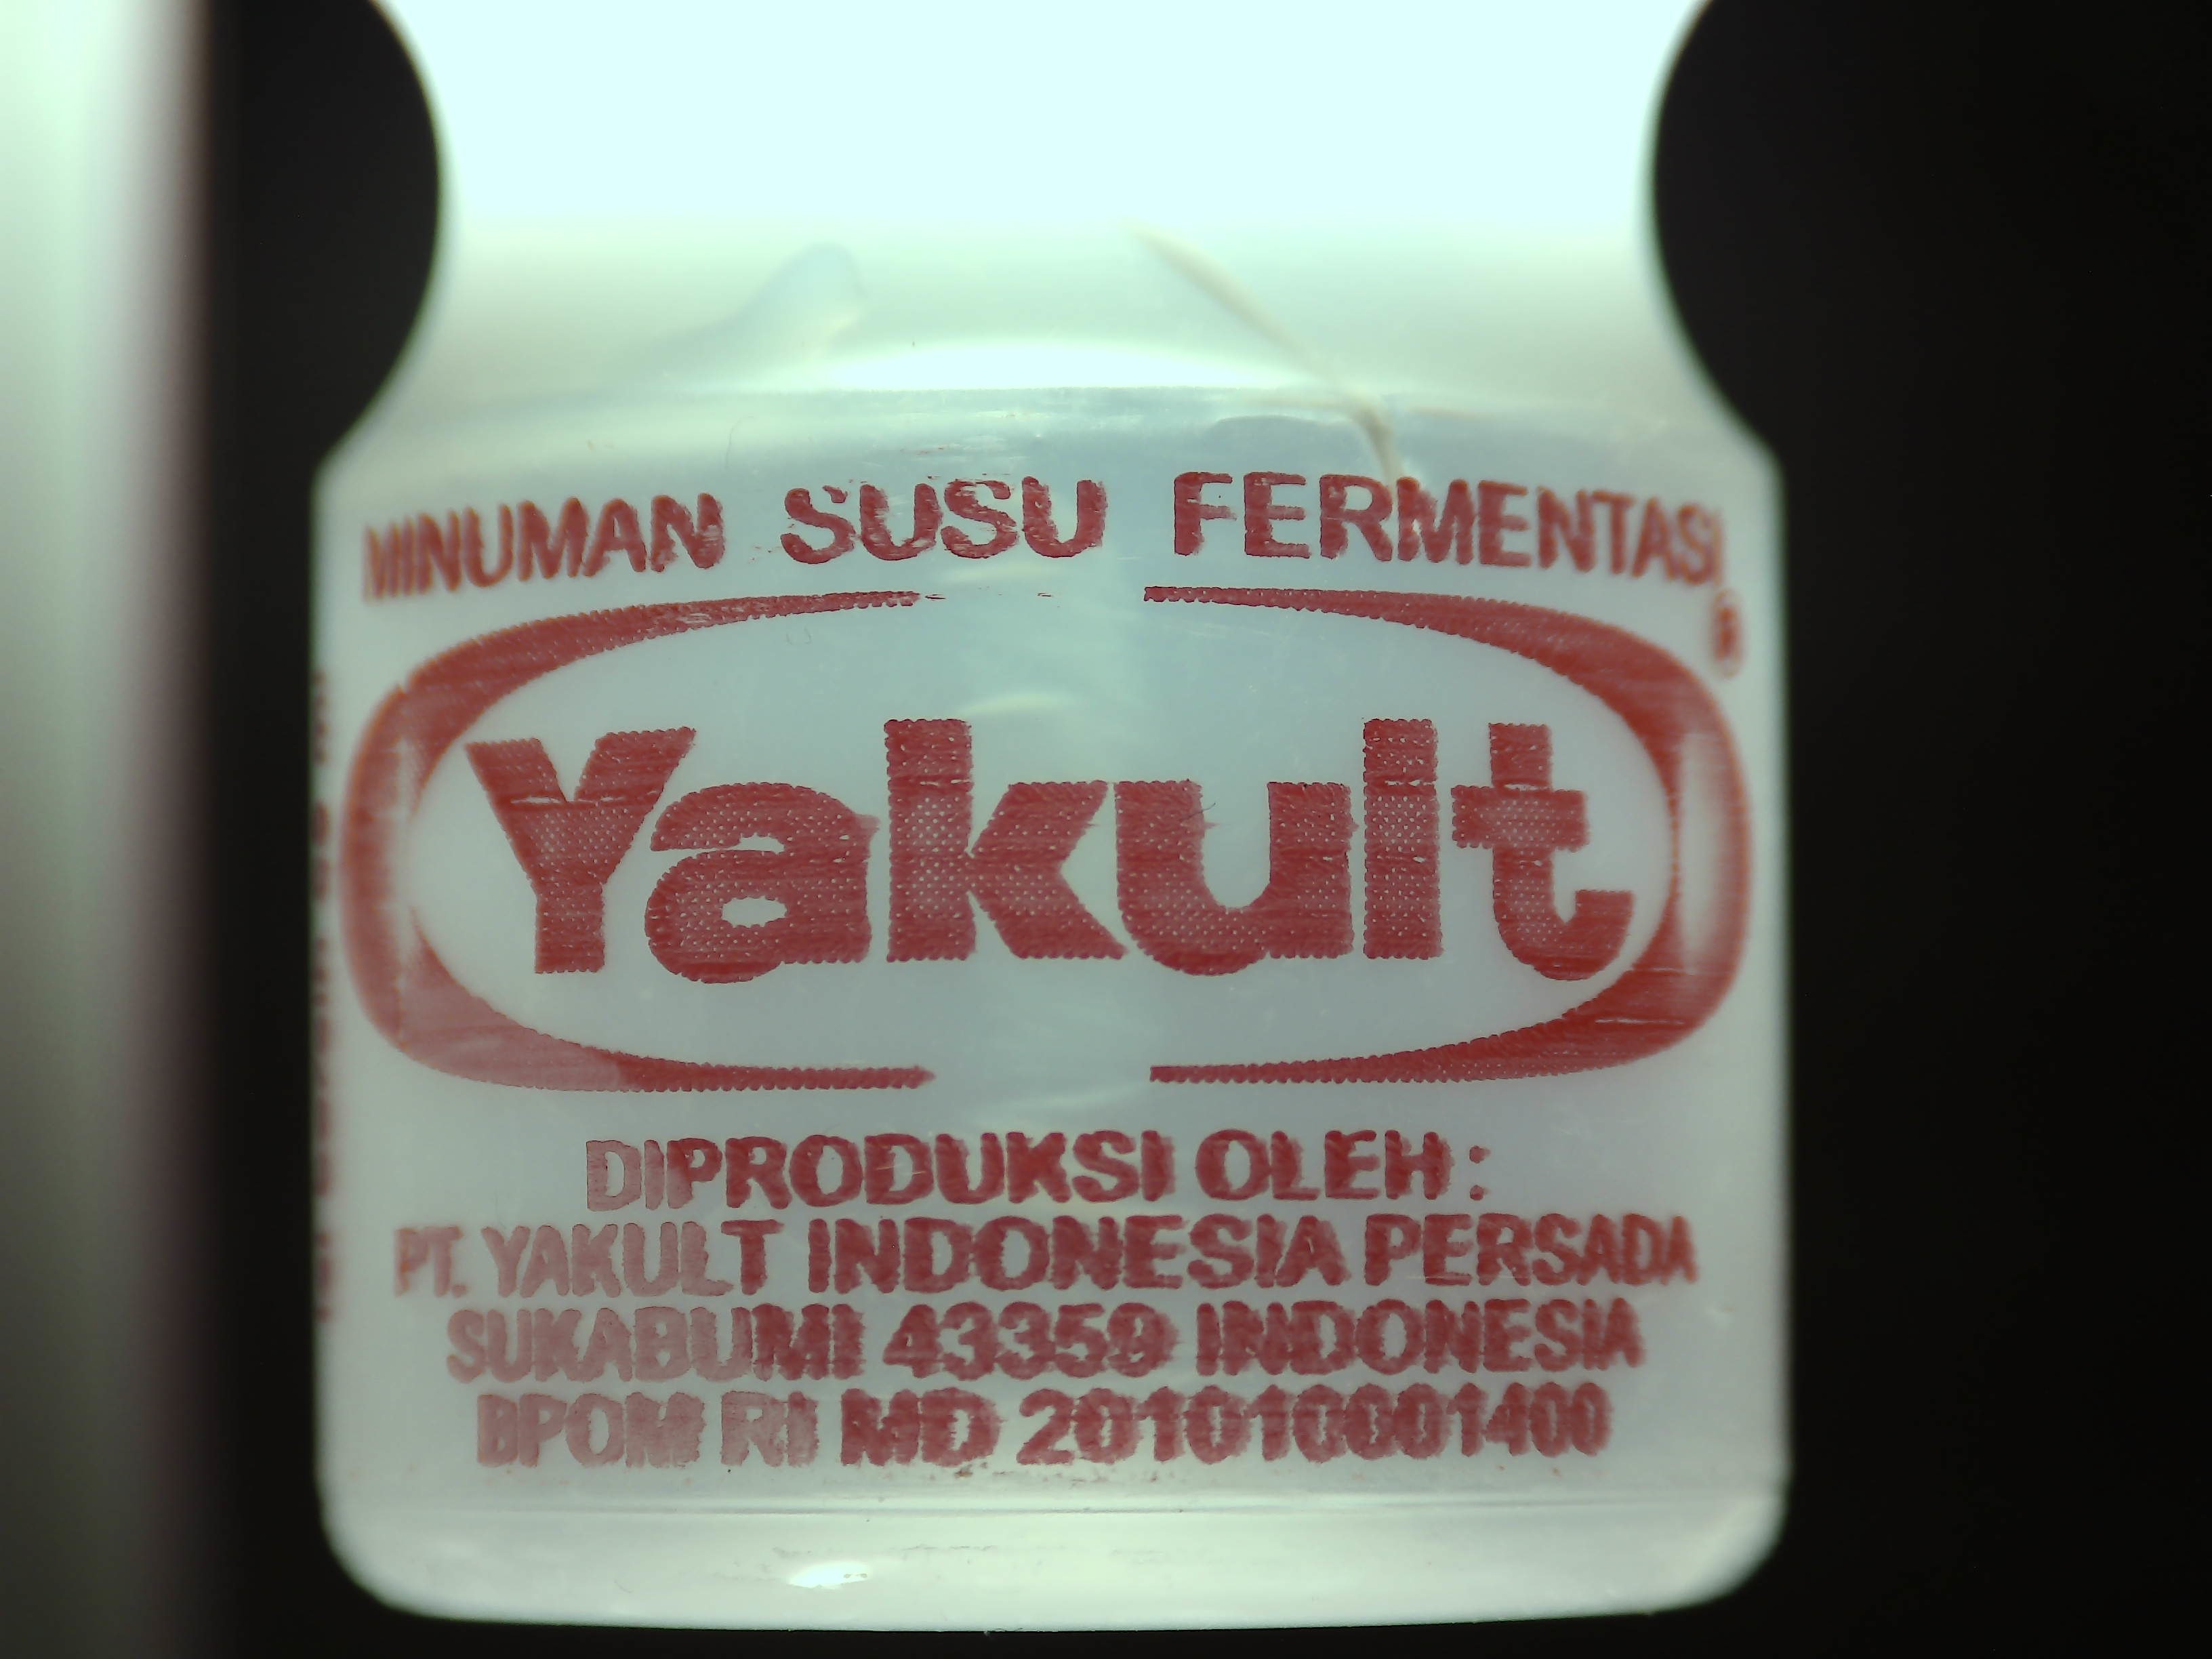 MINUMAN SUSU FERMENTASI
Yakult ®
DIPRODUKSI OLEH :
PT. YAKULT INDONESIA PERSADA
SUKABUMI 43359 INDONESIA
BPOM RI MD 201010001400